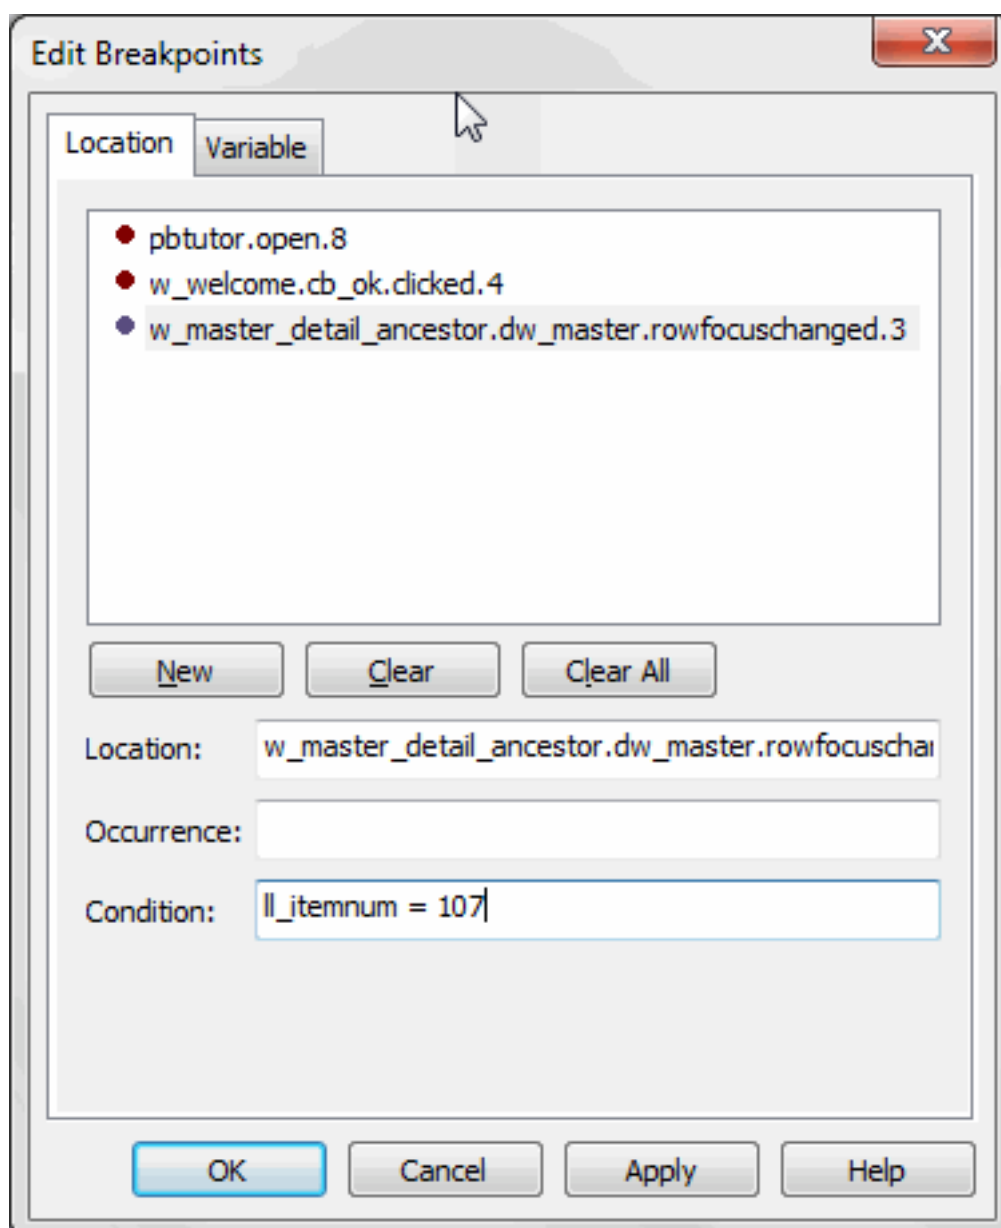 Edit Breakpoints
Location Variable
pbtutor.open.8
w_welcome.cb_ok.clicked.4
w_master_detail_ancestor.dw_master.rowfocuschanged.3
New Clear Clear All
Location: w_master_detail_ancestor.dw_master.rowfocuschan
Occurrence:
Condition: ll_itemnum = 107
OK Cancel Apply Help